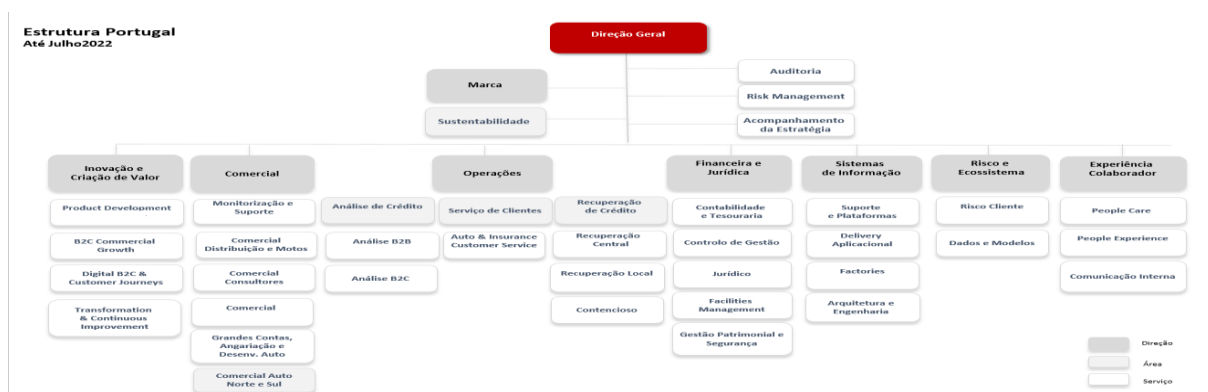 Estrutura Portugal
Até Julho2022
Direção Geral
Marca
Sustentabilidade
Auditoria
Risk Management
Acompanhamento
da Estratégia
Inovação e
Criação de Valor
Product Development
B2C Commercial
Growth
Digital B2C &
Customer Journeys
Transformation
& Continuous
Improvement
Comercial
Monitorização e
Suporte
Comercial
Distribuição e Motos
Comercial
Consultores
Comercial
Grandes Contas,
Angariação e
Desenv. Auto
Comercial Auto
Norte e Sul
Operações
Análise de Crédito
Análise B2B
Análise B2C
Serviço de Clientes
Auto & Insurance
Customer Service
Recuperação
de Crédito
Recuperação
Central
Recuperação Local
Contencioso
Financeira e
Jurídica
Contabilidade
e Tesouraria
Controlo de Gestão
Jurídico
Facilities
Management
Gestão Patrimonial e
Segurança
Sistemas
de Informação
Suporte
e Plataformas
Delivery
Aplicacional
Factories
Arquitetura e
Engenharia
Risco e
Ecossistema
Risco Cliente
Dados e Modelos
Experiência
Colaborador
People Care
People Experience
Comunicação Interna
Direção
Área
Serviço